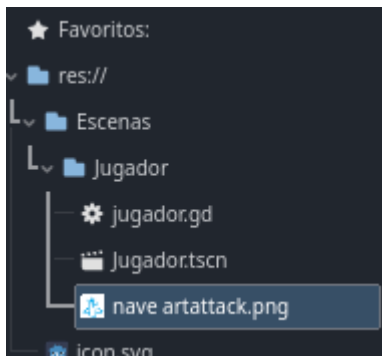 Favoritos:
res://
Escenas
Jugador
jugador.gd
Jugador.tscn
nave artattack.png
icon.svg